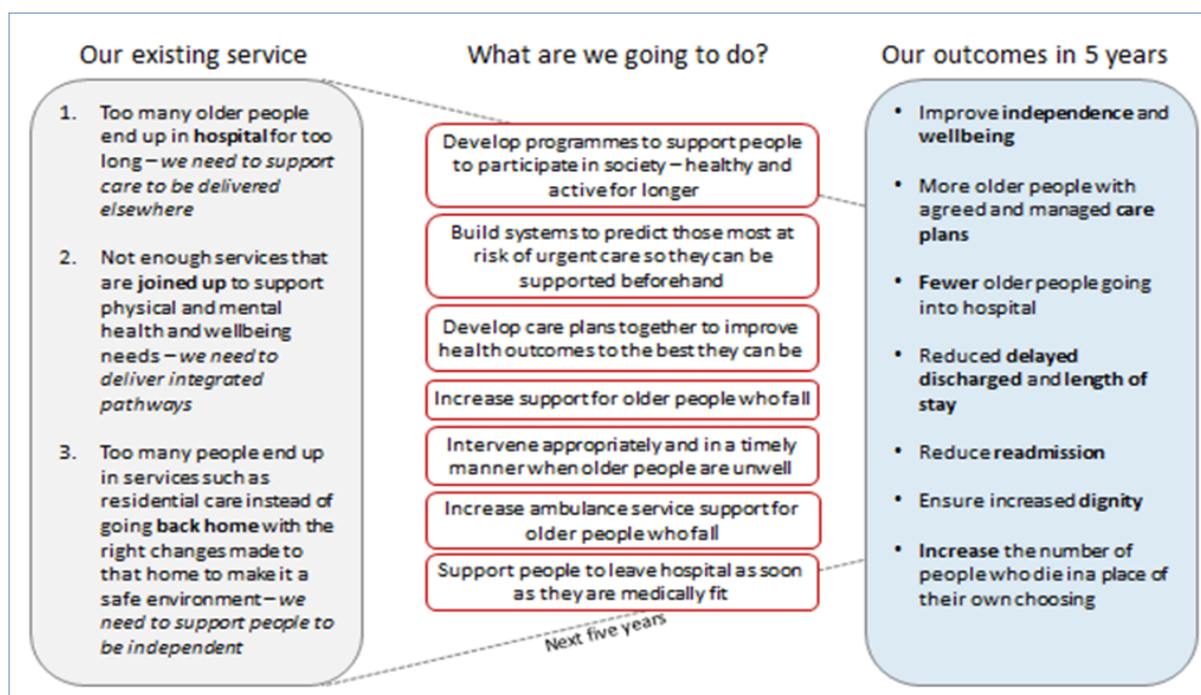 Our existing service
1. Too many older people
end up in hospital for too
long – we need to support
care to be delivered
elsewhere
2. Not enough services that
are joined up to support
physical and mental
health and wellbeing
needs – we need to
deliver integrated
pathways
3. Too many people end up
in services such as
residential care instead of
going back home with the
right changes made to
that home to make it a
safe environment – we
need to support people to
be independent
What are we going to do?
Develop programmes to support people
to participate in society – healthy and
active for longer
Build systems to predict those most at
risk of urgent care so they can be
supported beforehand
Develop care plans together to improve
health outcomes to the best they can be
Increase support for older people who fall
Intervene appropriately and in a timely
manner when older people are unwell
Increase ambulance service support for
older people who fall
Support people to leave hospital as soon
as they are medically fit
Next five years
Our outcomes in 5 years
• Improve independence and
wellbeing
• More older people with
agreed and managed care
plans
• Fewer older people going
into hospital
• Reduced delayed
discharged and length of
stay
• Reduce readmission
• Ensure increased dignity
• Increase the number of
people who die in a place of
their own choosing